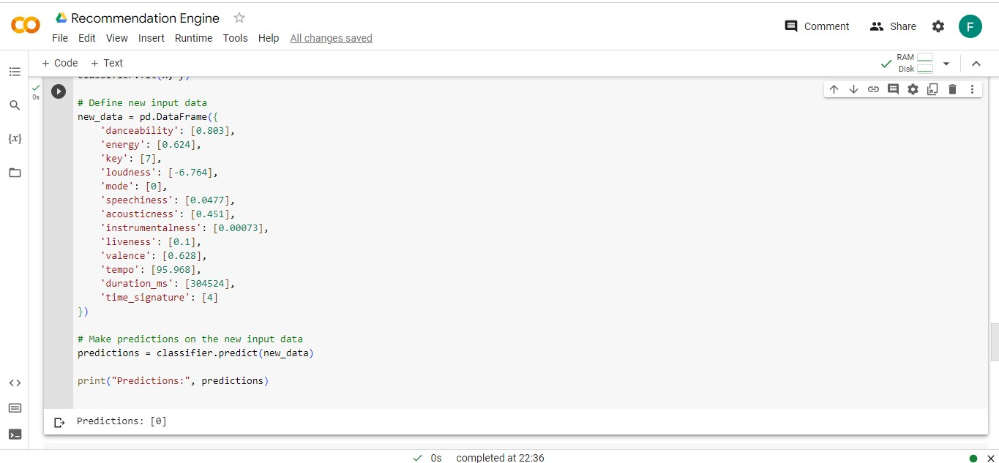 Recommendation Engine
File Edit View Insert Runtime Tools Help All changes saved
Comment Share F
+ Code + Text
RAM
Disk
classifier.fit(X, y)
0s
# Define new input data
new_data = pd.DataFrame({
    'danceability': [0.803],
    'energy': [0.624],
    'key': [7],
    'loudness': [-6.764],
    'mode': [0],
    'speechiness': [0.0477],
    'acousticness': [0.451],
    'instrumentalness': [0.00073],
    'liveness': [0.1],
    'valence': [0.628],
    'tempo': [95.968],
    'duration_ms': [304524],
    'time_signature': [4]
})
# Make predictions on the new input data
predictions = classifier.predict(new_data)
print("Predictions:", predictions)
Predictions: [0]
0s completed at 22:36